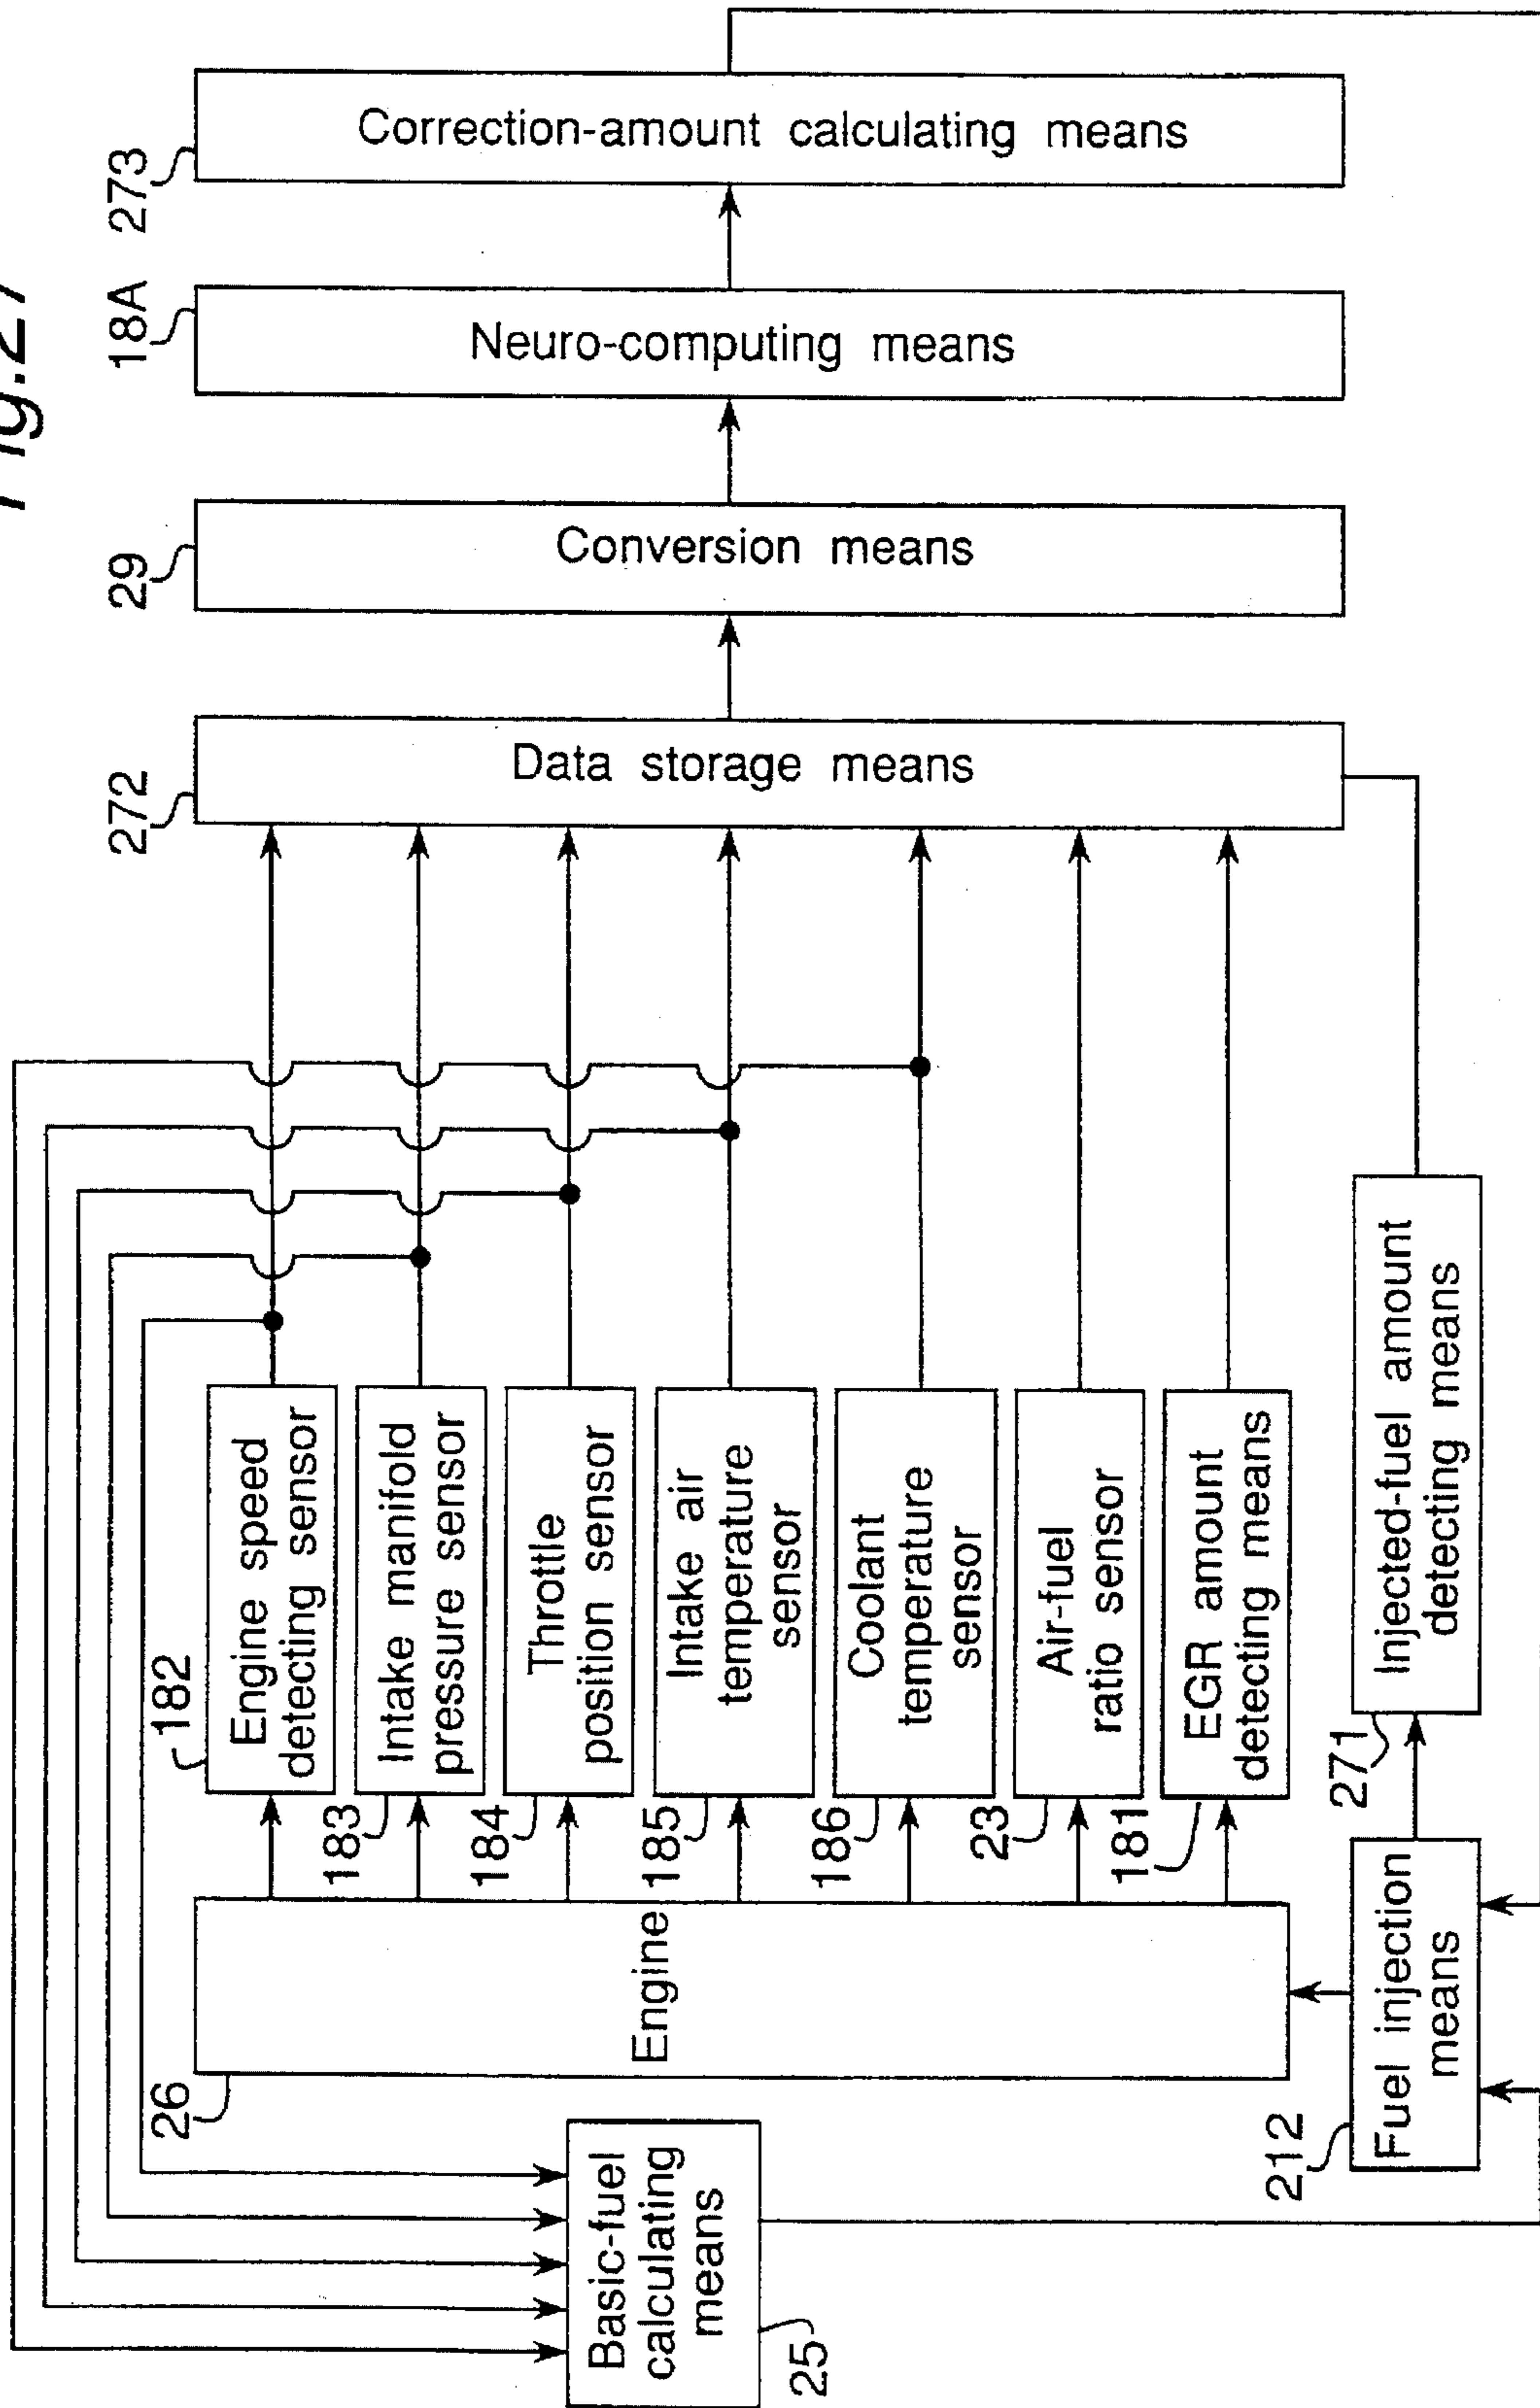 Fig.27
182
Engine speed
detecting sensor
183
Intake manifold
pressure sensor
184
Throttle
position sensor
185
Intake air
temperature
sensor
186
Coolant
temperature
sensor
23
Air-fuel
ratio sensor
181
EGR amount
detecting means
271
Injected-fuel amount
detecting means
26
Engine
25
Basic-fuel
calculating
means
212
Fuel injection
means
272
Data storage means
29
Conversion means
18A
Neuro-computing means
273
Correction-amount calculating means